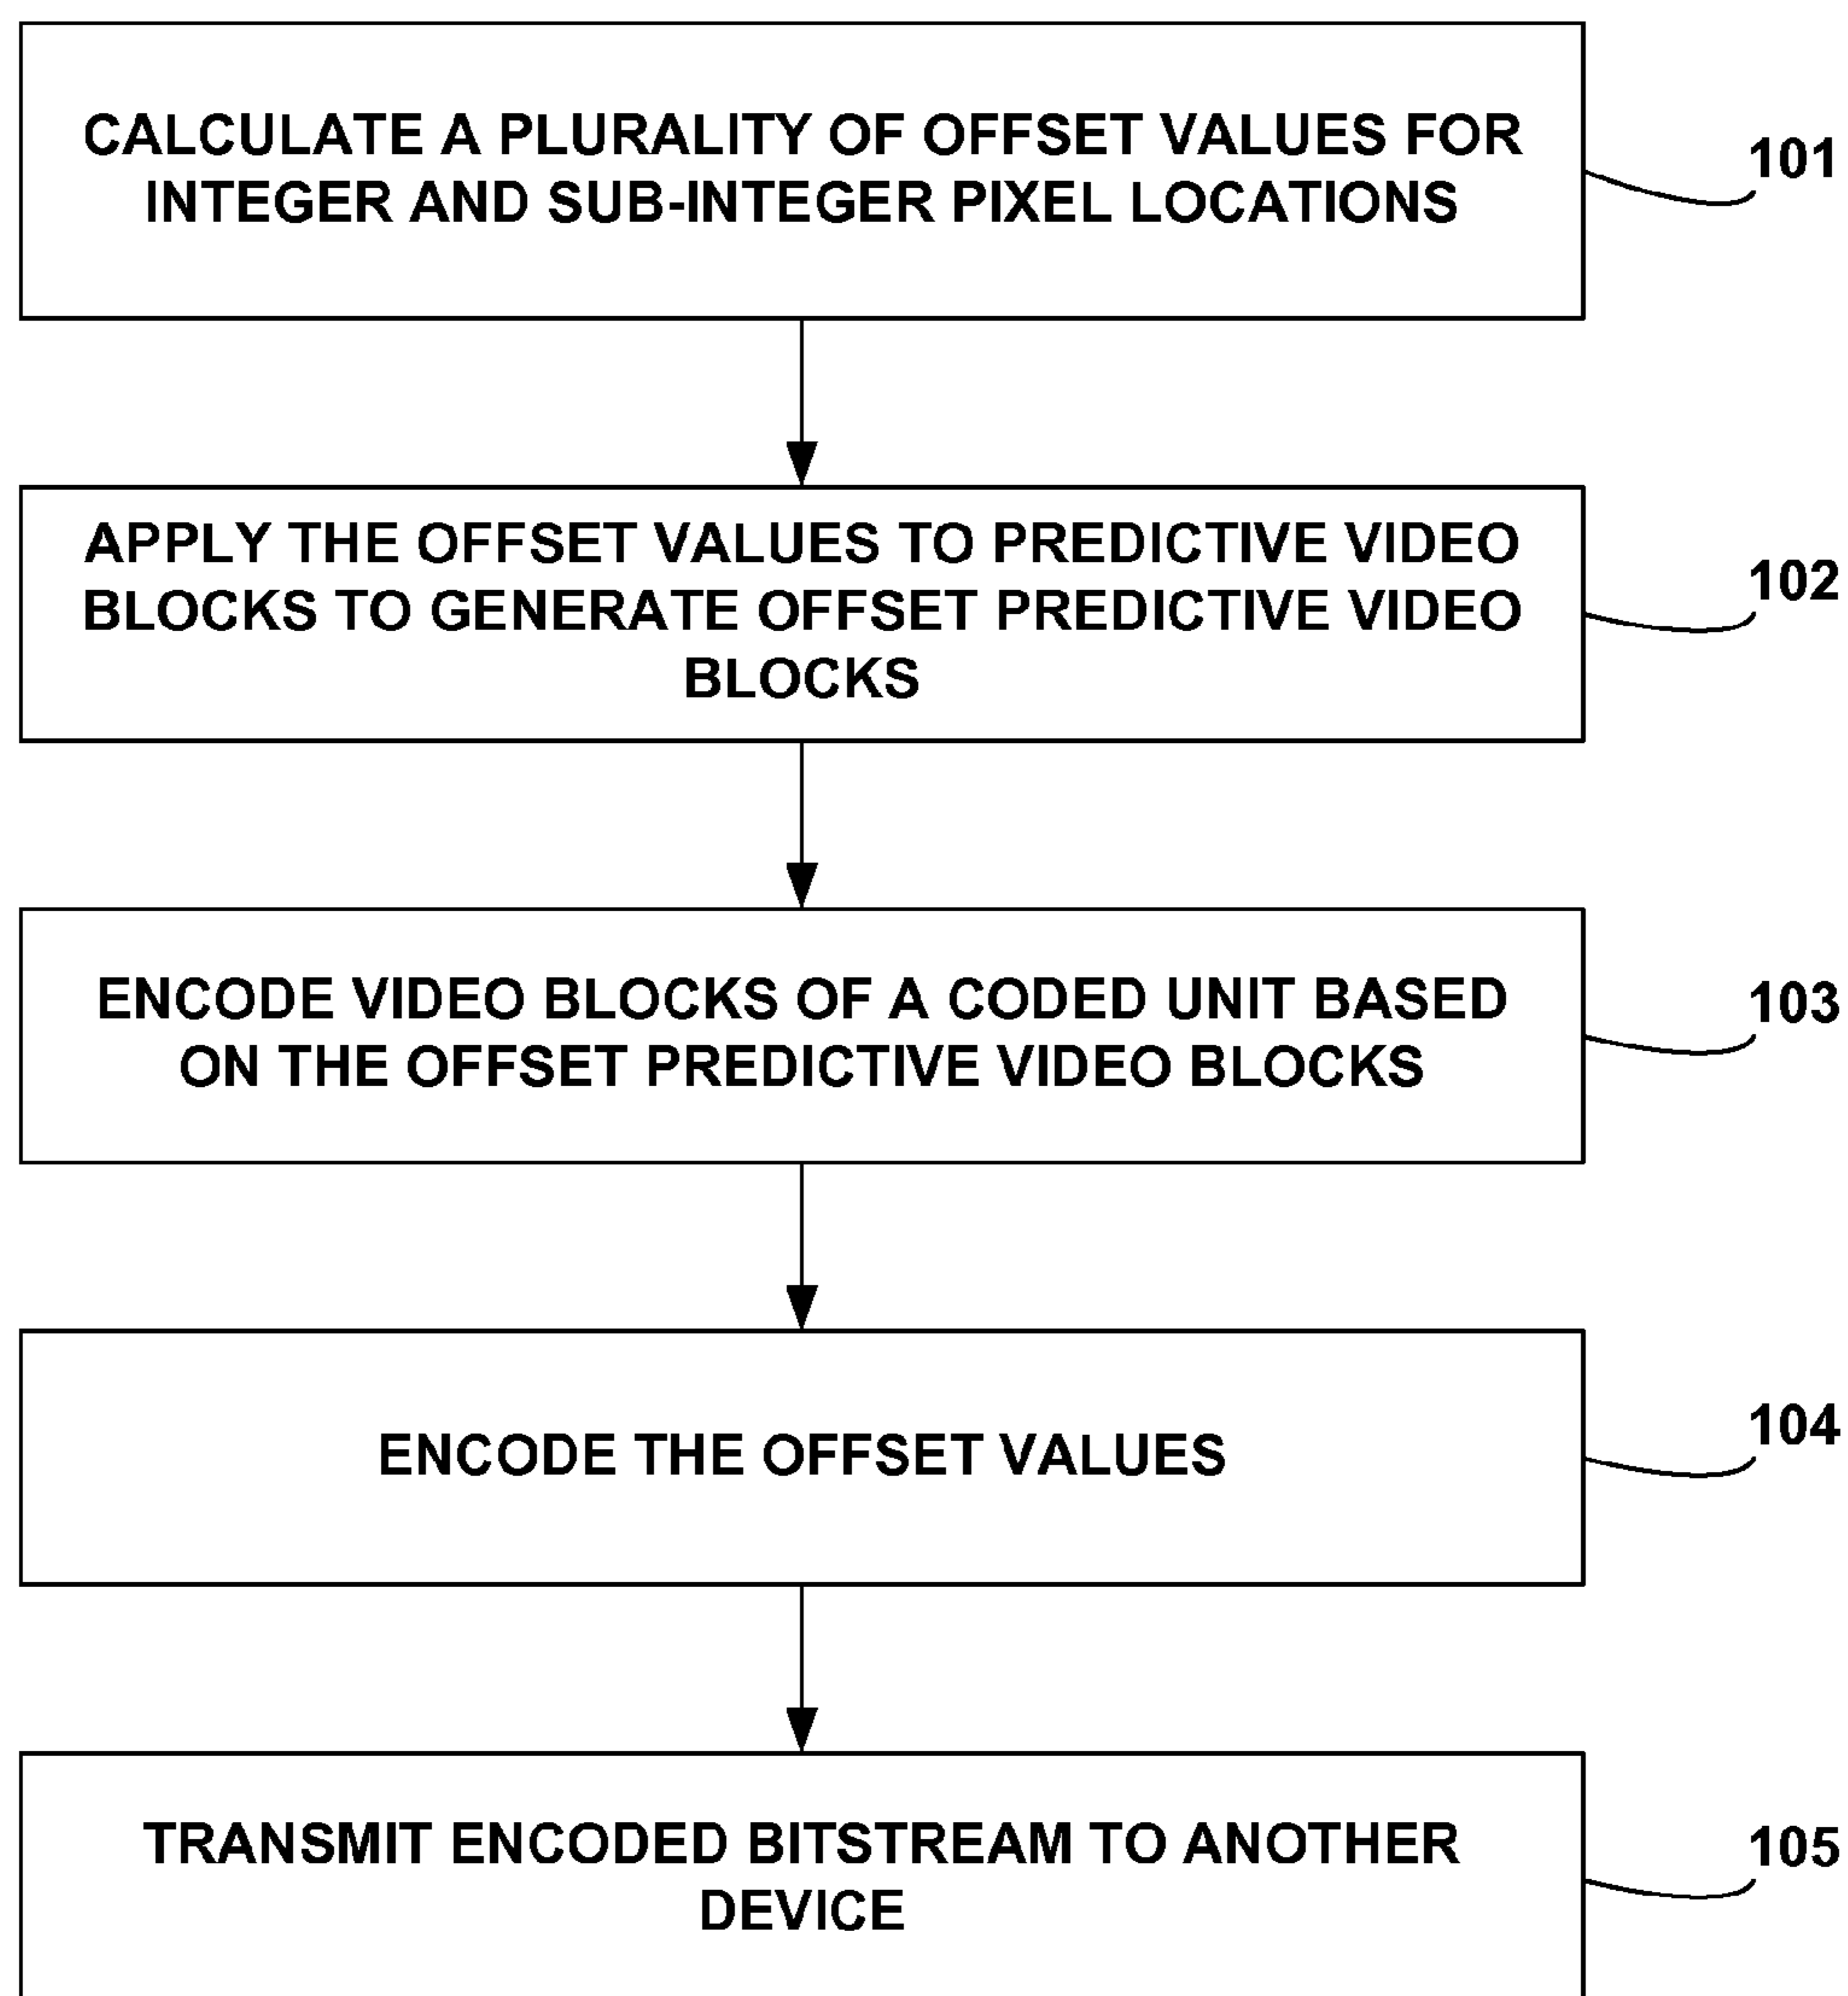 CALCULATE A PLURALITY OF OFFSET VALUES FOR
INTEGER AND SUB-INTEGER PIXEL LOCATIONS
101
APPLY THE OFFSET VALUES TO PREDICTIVE VIDEO
BLOCKS TO GENERATE OFFSET PREDICTIVE VIDEO
BLOCKS
102
ENCODE VIDEO BLOCKS OF A CODED UNIT BASED
ON THE OFFSET PREDICTIVE VIDEO BLOCKS
103
ENCODE THE OFFSET VALUES
104
TRANSMIT ENCODED BITSTREAM TO ANOTHER
DEVICE
105